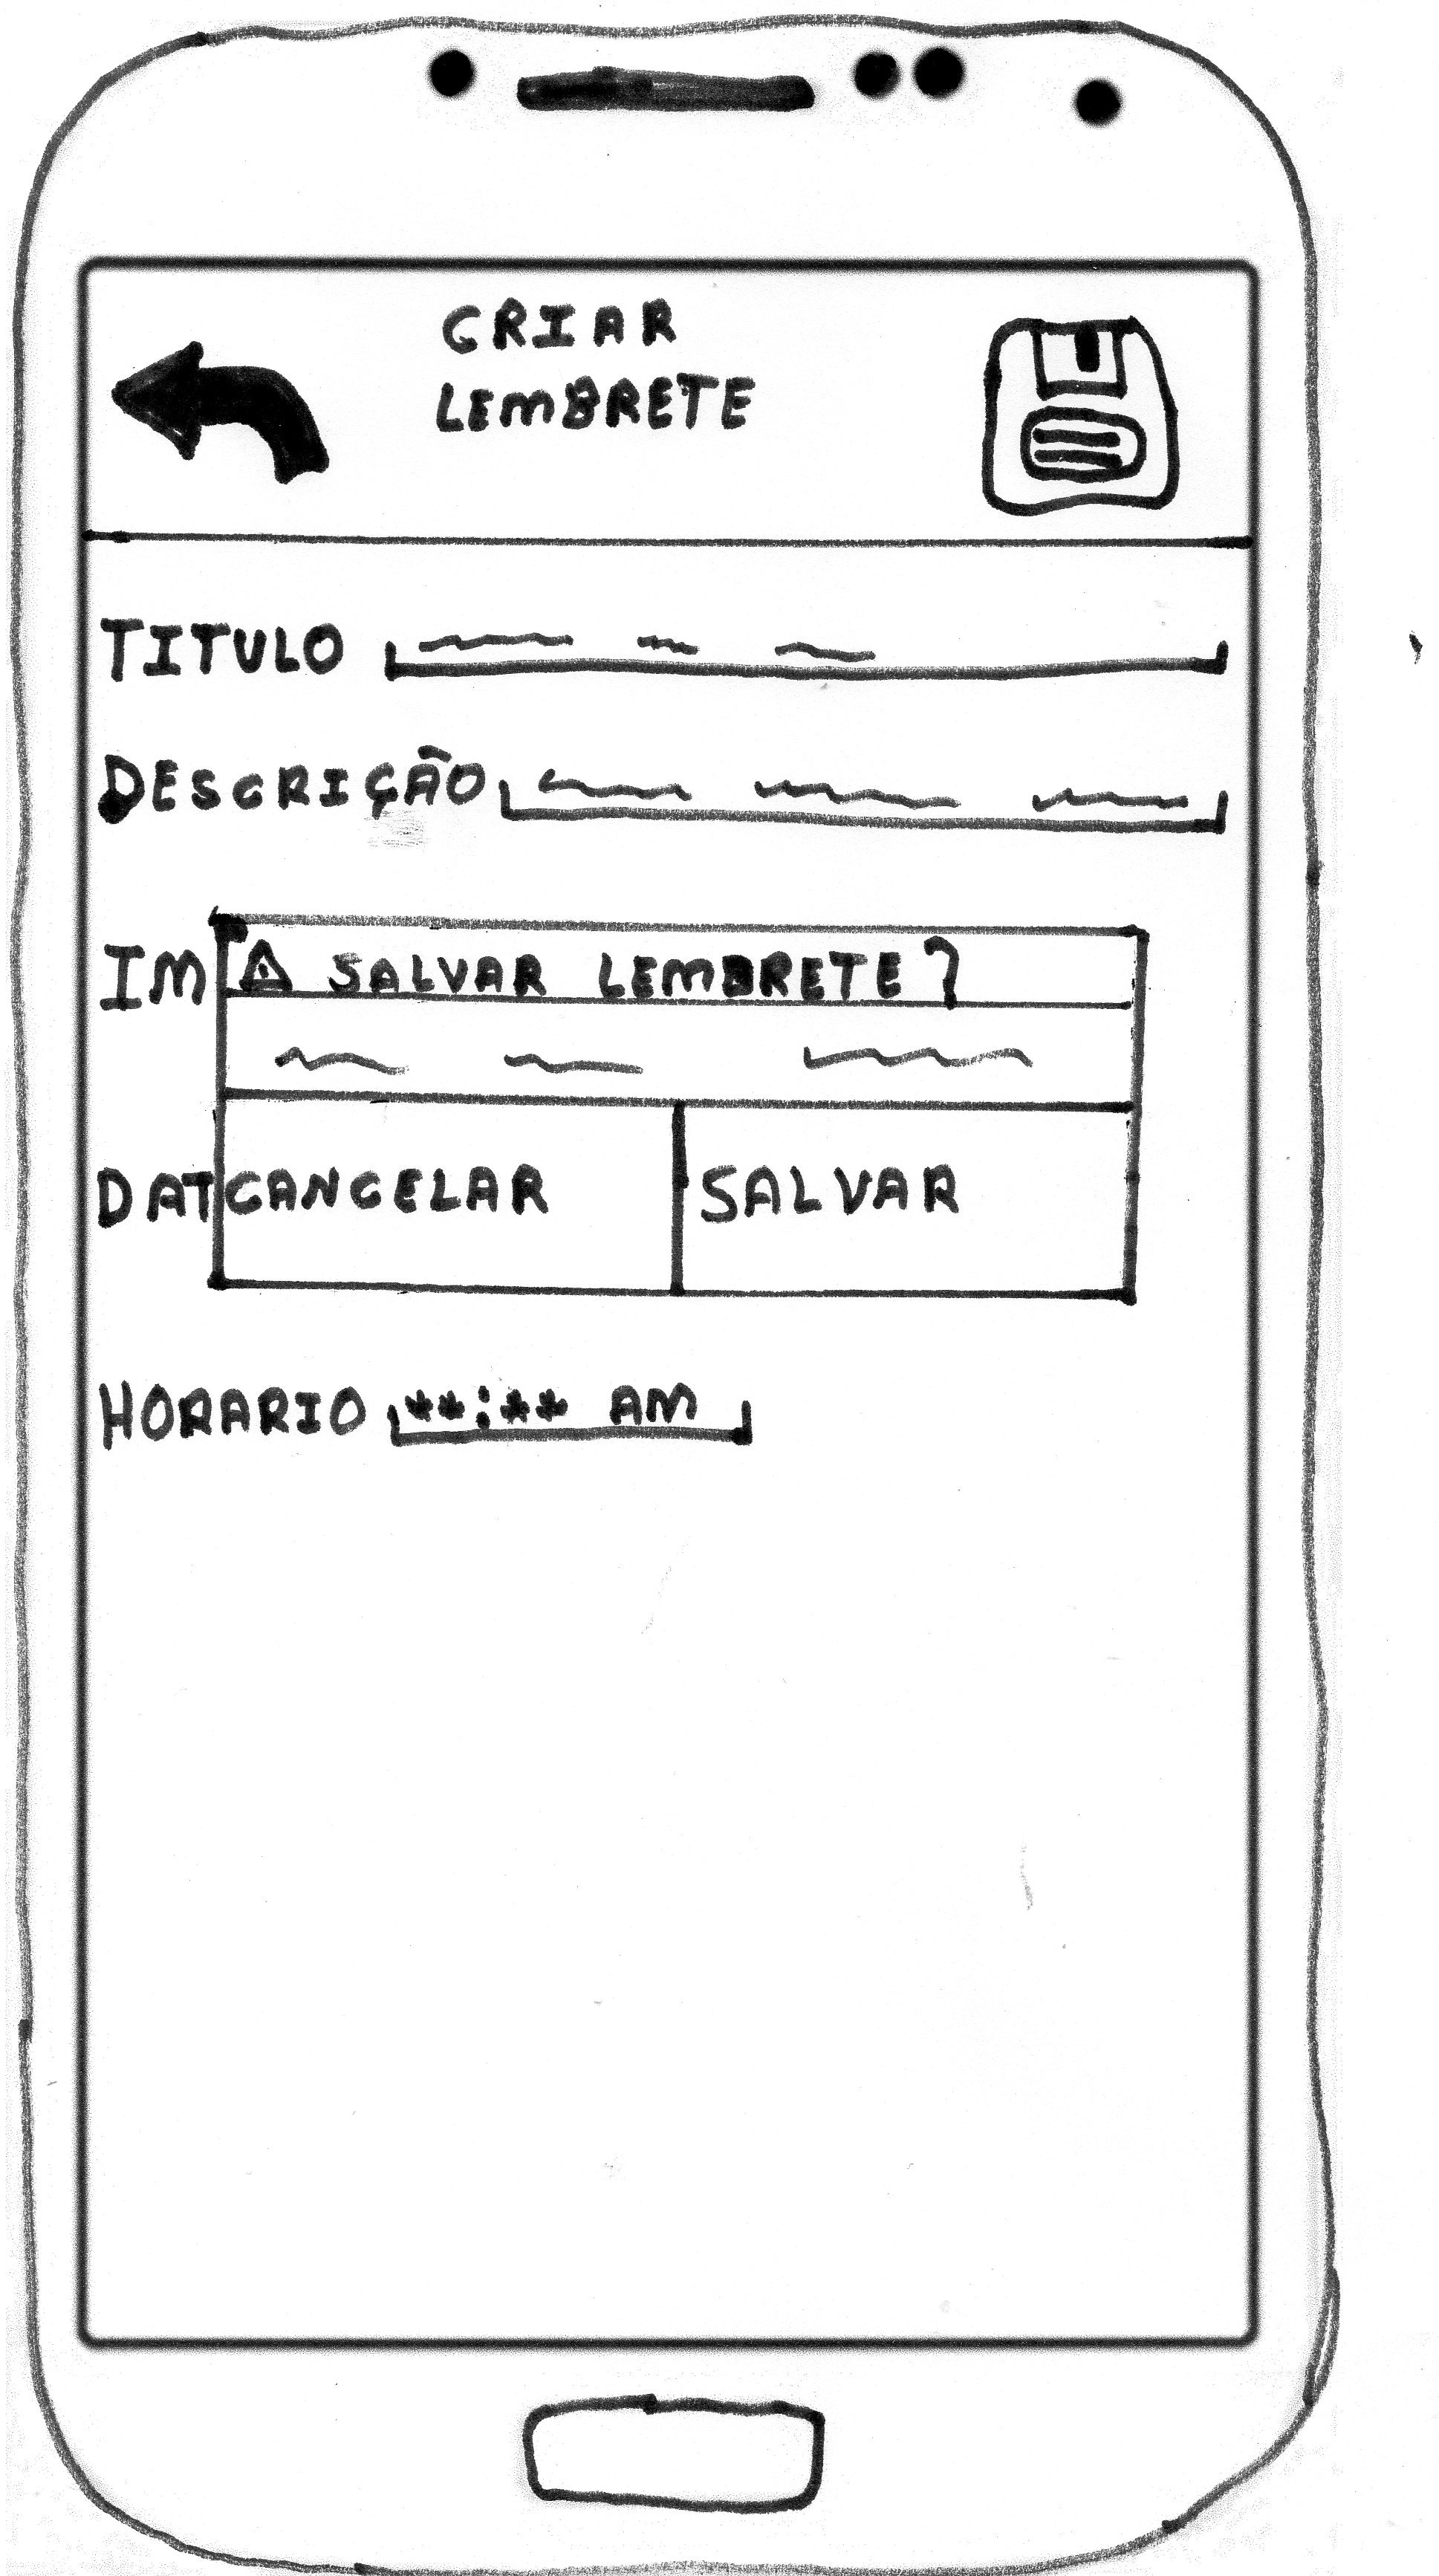 CRIAR
LEMBRETE
TITULO
DESCRIÇÃO
IM
SALVAR LEMBRETE?
DAT
CANCELAR SALVAR
HORARIO **:** AM